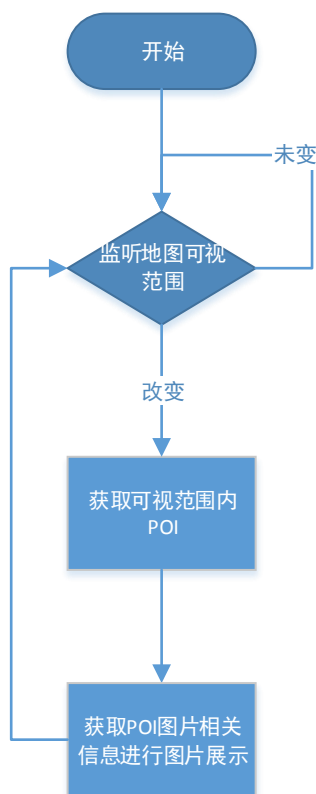 开始
未变
监听地图可视
范围
改变
获取可视范围内
POI
获取POI图片相关
信息进行图片展示